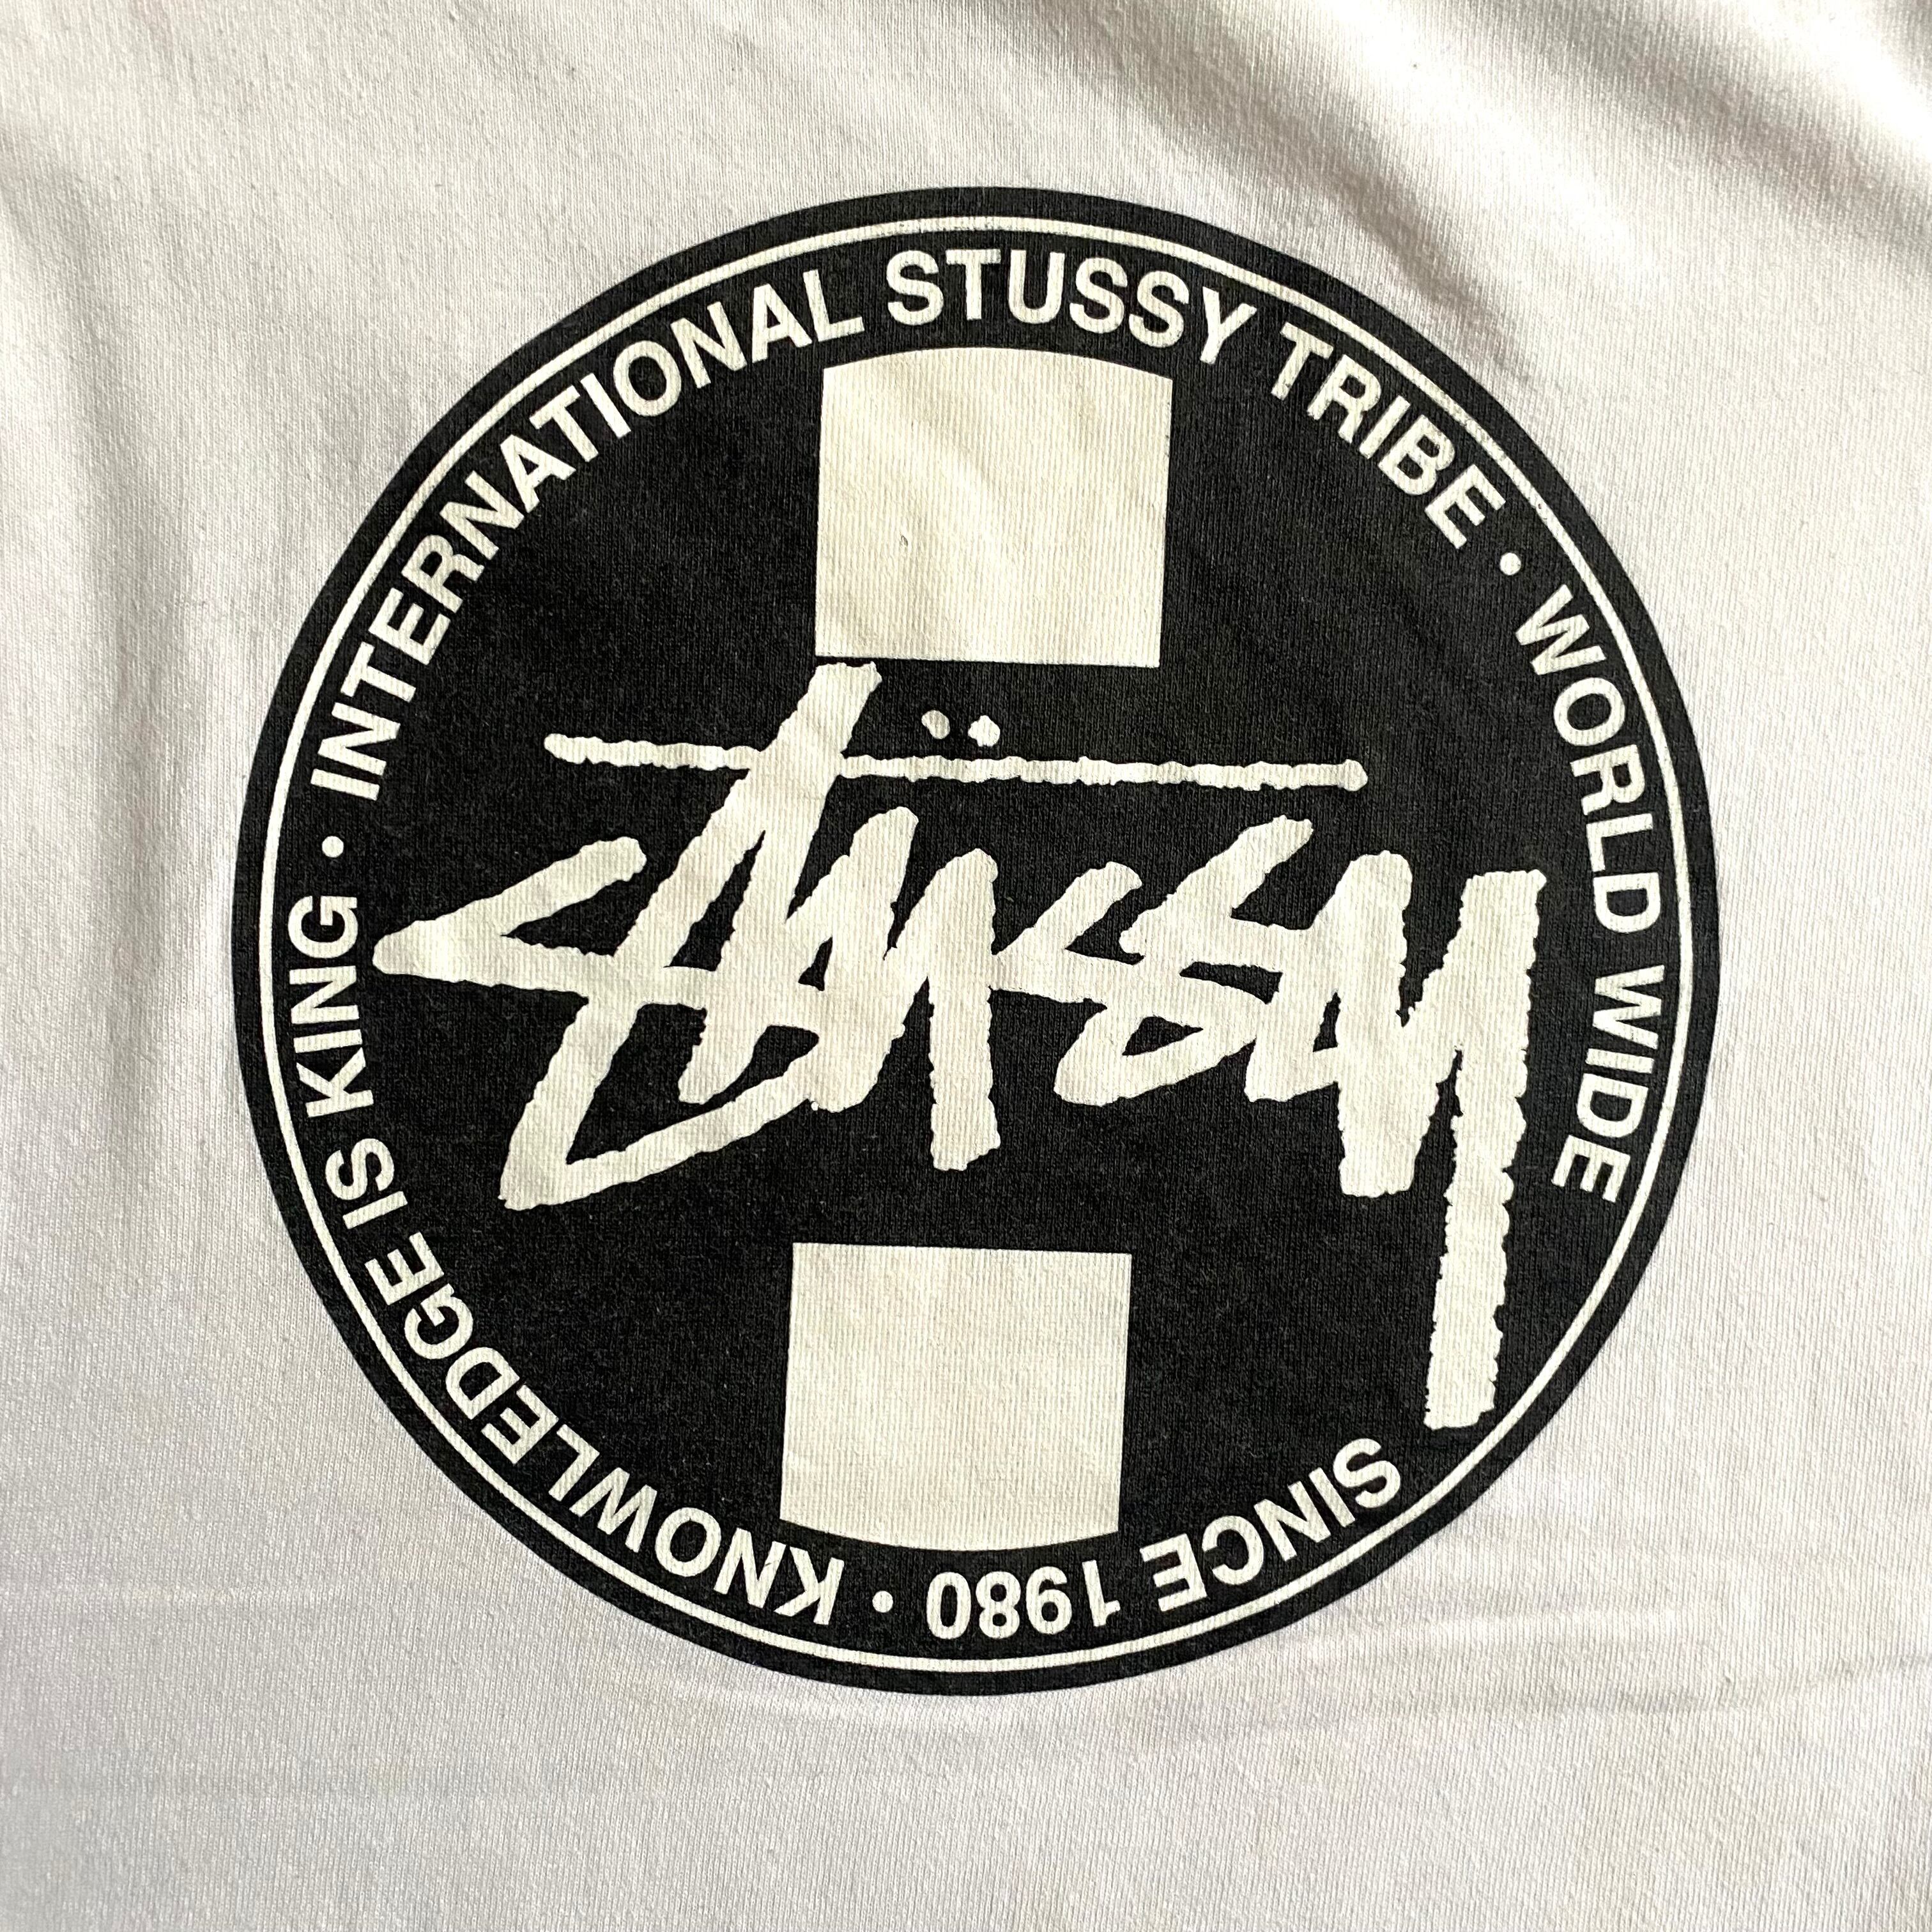 INTERNATIONAL STUSSY TRIBE • WORLD WIDE
Stüssy
SINCE 1980 • KNOWLEDGE IS KING •